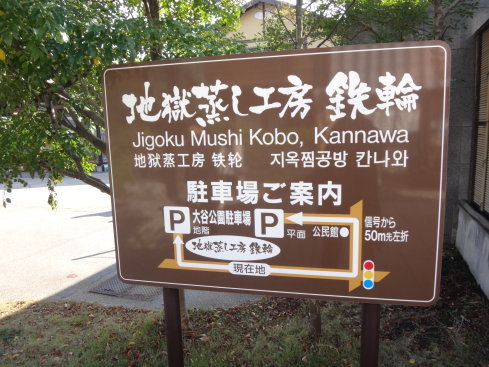 地獄蒸し工房 鉄輪
Jigoku Mushi Kobo, Kannawa
地狱蒸工房 铁轮 지옥찜공방 칸나와
駐車場ご案内
P 大谷公園駐車場 地階
P 平面
公民館
信号から
50m先左折
地獄蒸し工房 鉄輪
現在地